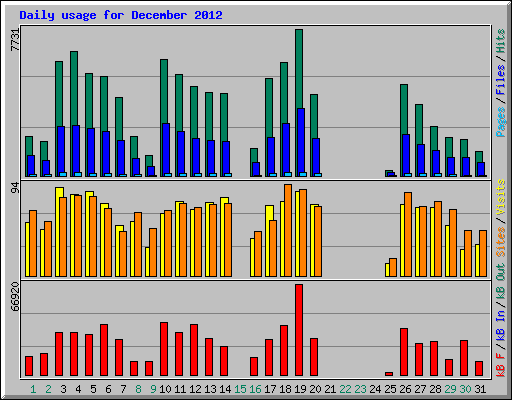 Daily usage for December 2012
7731
94
66920
Pages / Files / Hits
Sites / Visits
kB F / kB In / kB Out
1 2 3 4 5 6 7 8 9 10 11 12 13 14 15 16 17 18 19 20 21 22 23 24 25 26 27 28 29 30 31